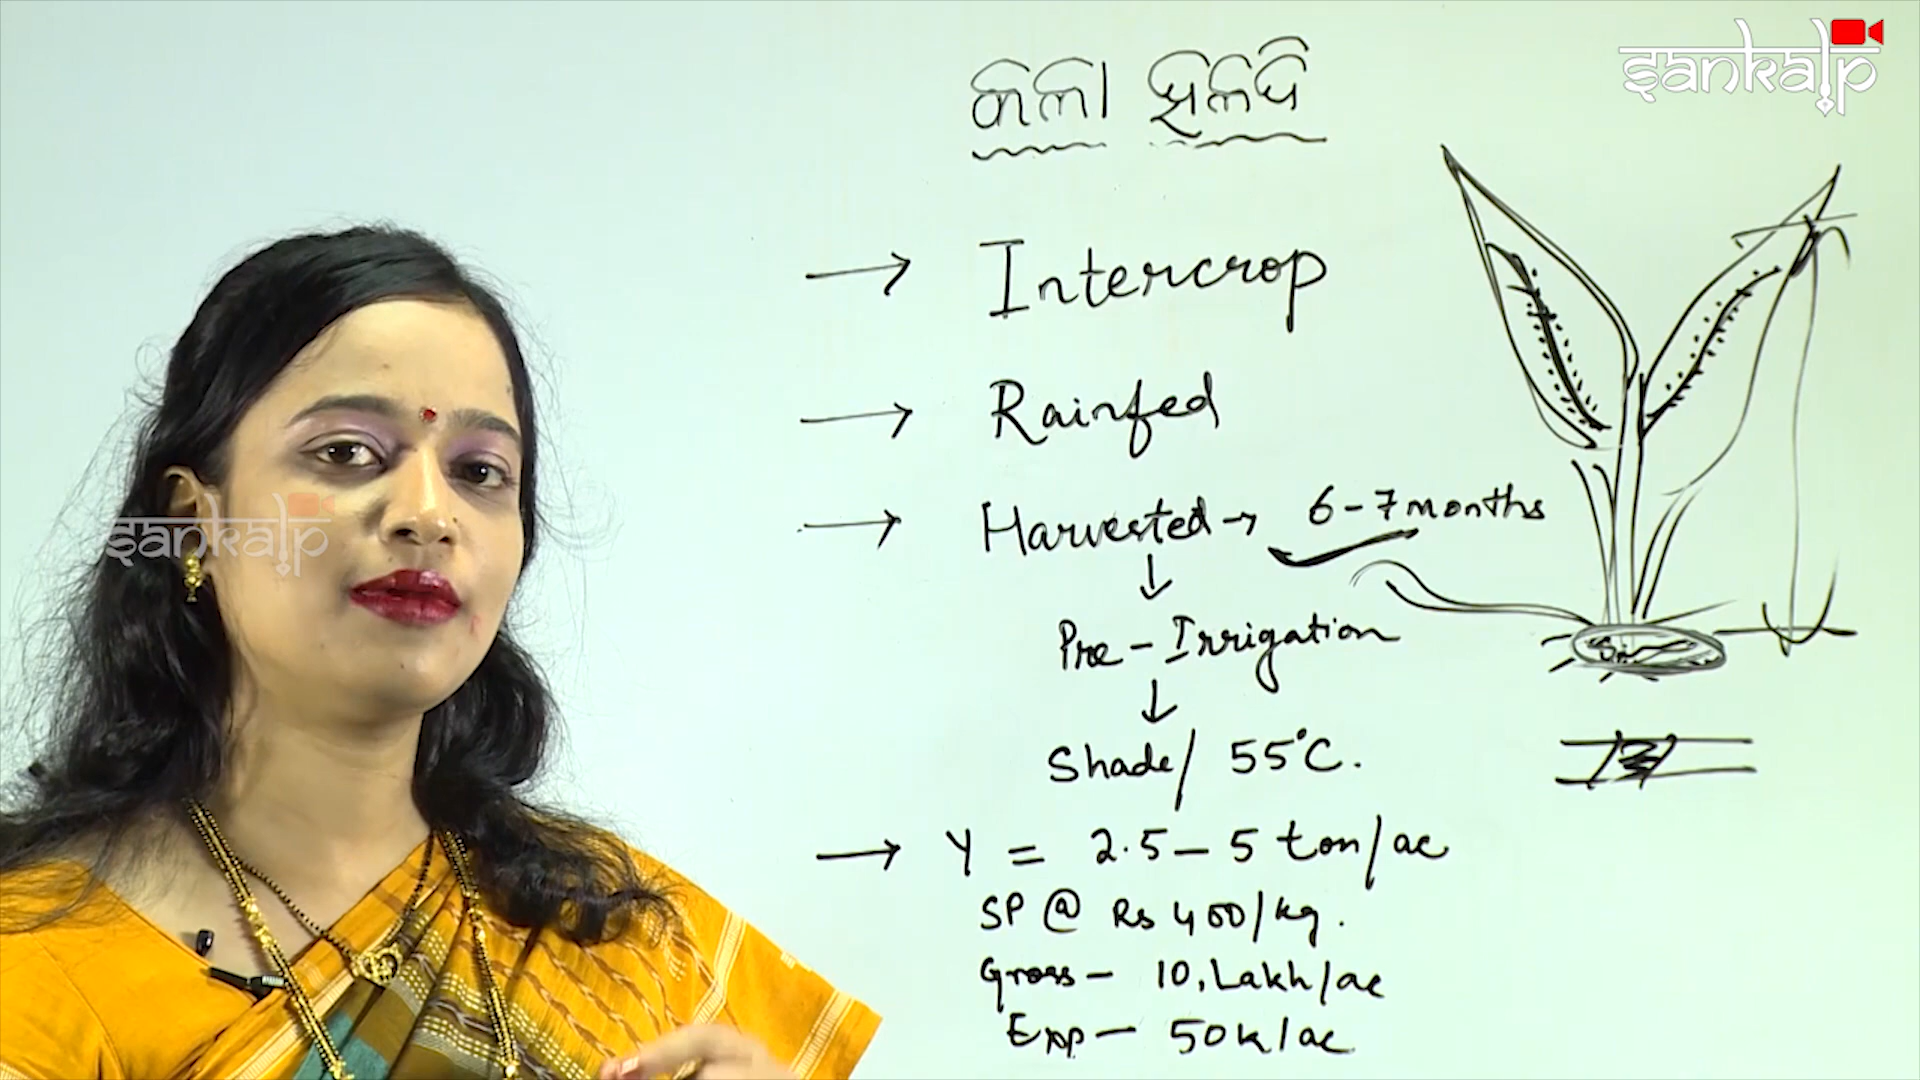 sankalp
କଳା ହଳଦି
→ Intercrop
→ Rainfed
→ Harvested → 6-7 months
↓
Pre-Irrigation
↓
Shade/ 55°C.
→ Y = 2.5-5 ton/ac
SP @ Rs 400/kg.
Gross- 10,Lakh/ac
Exp- 50k/ac
sankalp